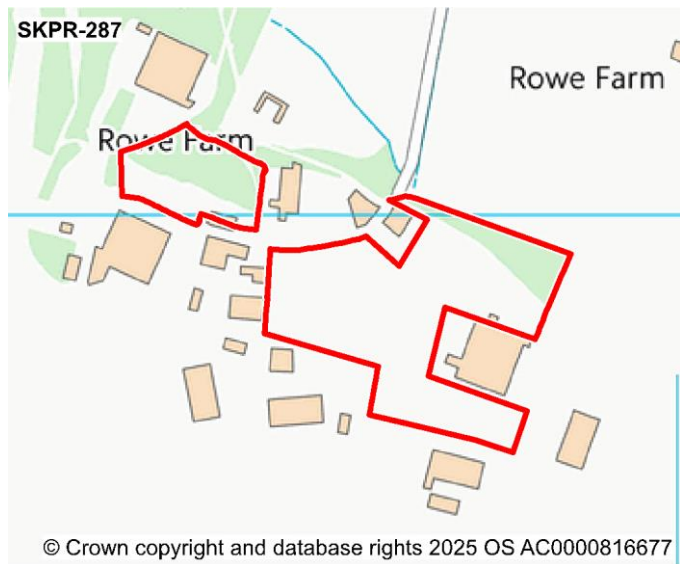 SKPR-287
Rowe Farm
Rowe Farm
© Crown copyright and database rights 2025 OS AC0000816677